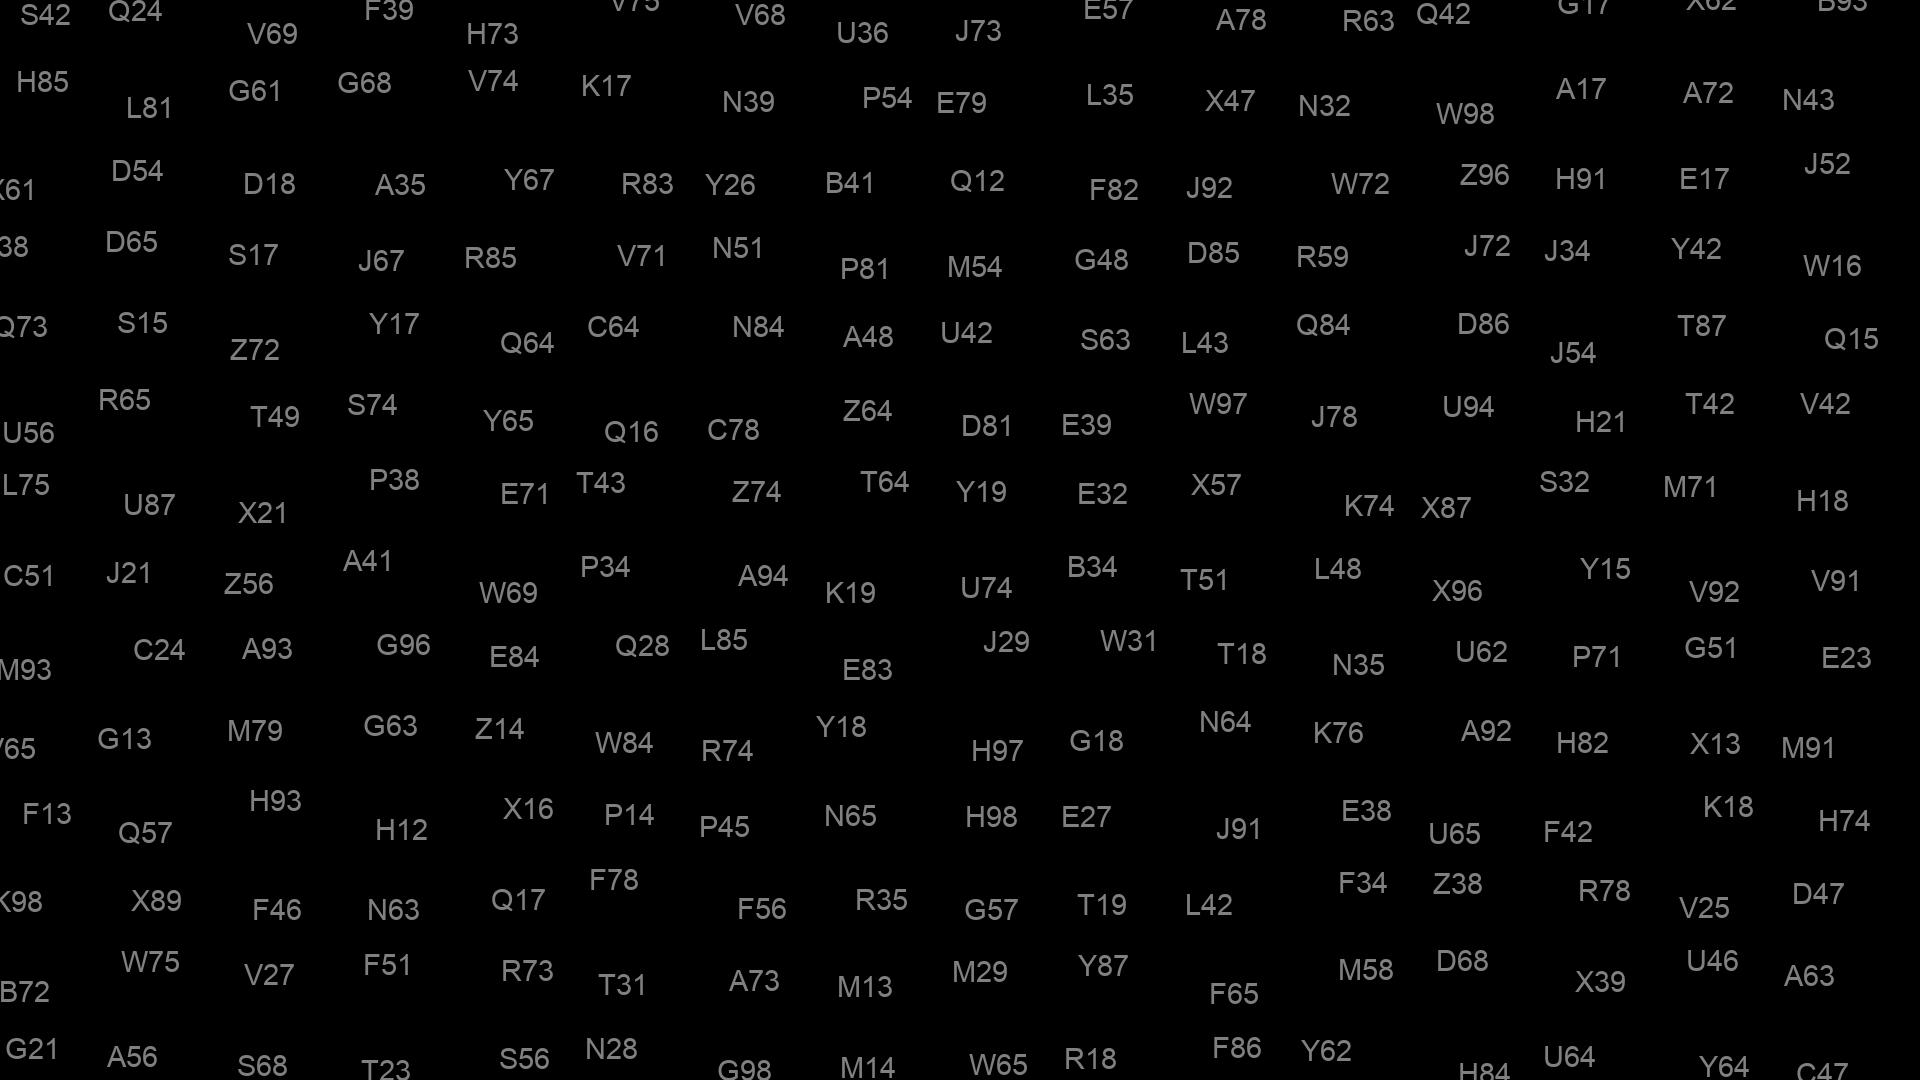 S42 Q24 V69 F39 H73 V75 V68 U36 J73 E57 A78 R63 Q42 G17 X62 B93
H85 L81 G61 G68 V74 K17 N39 P54 E79 L35 X47 N32 W98 A17 A72 N43
D54 D18 A35 Y67 R83 Y26 B41 Q12 F82 J92 W72 Z96 H91 E17 J52
38 D65 S17 J67 R85 V71 N51 P81 M54 G48 D85 R59 J72 J34 Y42 W16
Q73 S15 Z72 Y17 Q64 C64 N84 A48 U42 S63 L43 Q84 D86 J54 T87 Q15
U56 R65 T49 S74 Y65 Q16 C78 Z64 D81 E39 W97 J78 U94 H21 T42 V42
L75 U87 X21 P38 E71 T43 Z74 T64 Y19 E32 X57 K74 X87 S32 M71 H18
C51 J21 Z56 A41 W69 P34 A94 K19 U74 B34 T51 L48 X96 Y15 V92 V91
M93 C24 A93 G96 E84 Q28 L85 E83 J29 W31 T18 N35 U62 P71 G51 E23
G13 M79 G63 Z14 W84 R74 Y18 H97 G18 N64 K76 A92 H82 X13 M91
F13 Q57 H93 H12 X16 P14 P45 N65 H98 E27 J91 E38 U65 F42 K18 H74
K98 X89 F46 N63 Q17 F78 F56 R35 G57 T19 L42 F34 Z38 R78 V25 D47
B72 W75 V27 F51 R73 T31 A73 M13 M29 Y87 F65 M58 D68 X39 U46 A63
G21 A56 S68 T23 S56 N28 G98 M14 W65 R18 F86 Y62 H84 U64 Y64 C47